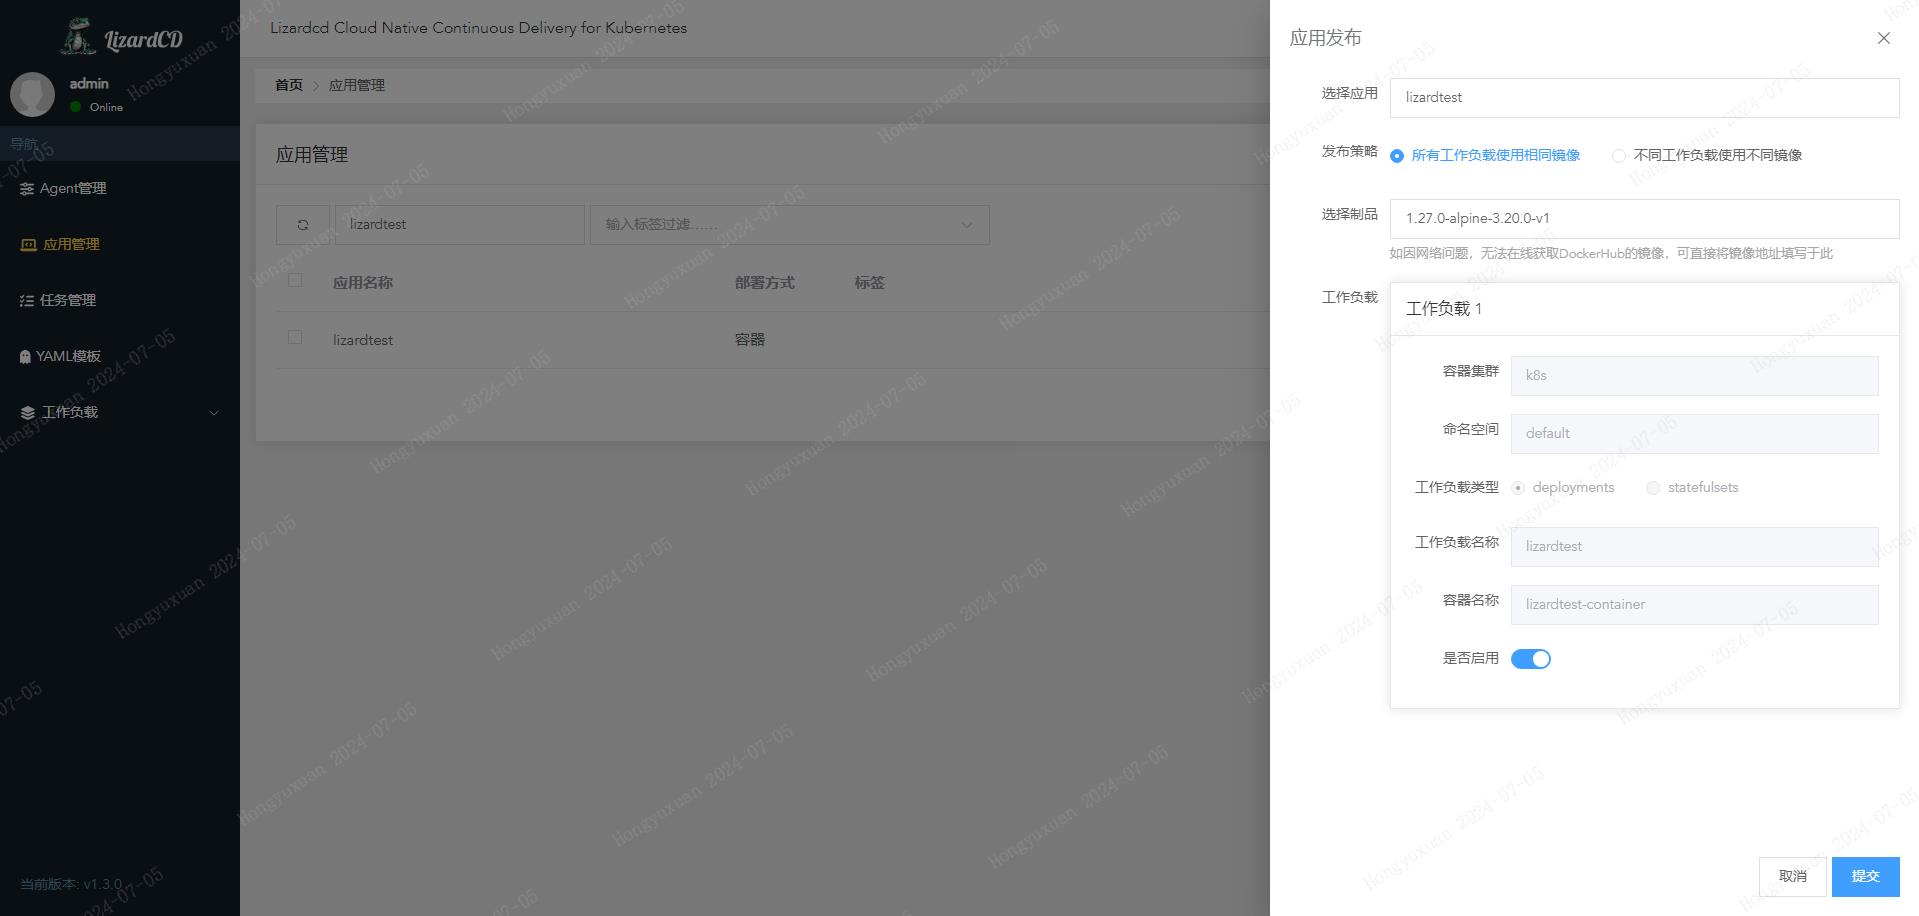 LizardCD
admin
Online
导航
Agent管理
应用管理
任务管理
YAML模板
工作负载
当前版本: v1.3.0
Lizardcd Cloud Native Continuous Delivery for Kubernetes
首页 > 应用管理
应用管理
lizardtest
输入标签过滤……
应用名称 部署方式 标签
lizardtest 容器
应用发布
选择应用 lizardtest
发布策略 所有工作负载使用相同镜像 不同工作负载使用不同镜像
选择制品 1.27.0-alpine-3.20.0-v1
如因网络问题，无法在线获取DockerHub的镜像，可直接将镜像地址填写于此
工作负载 工作负载 1
容器集群 k8s
命名空间 default
工作负载类型 deployments statefulsets
工作负载名称 lizardtest
容器名称 lizardtest-container
是否启用
取消 提交
Hongyuxuan 2024-07-05